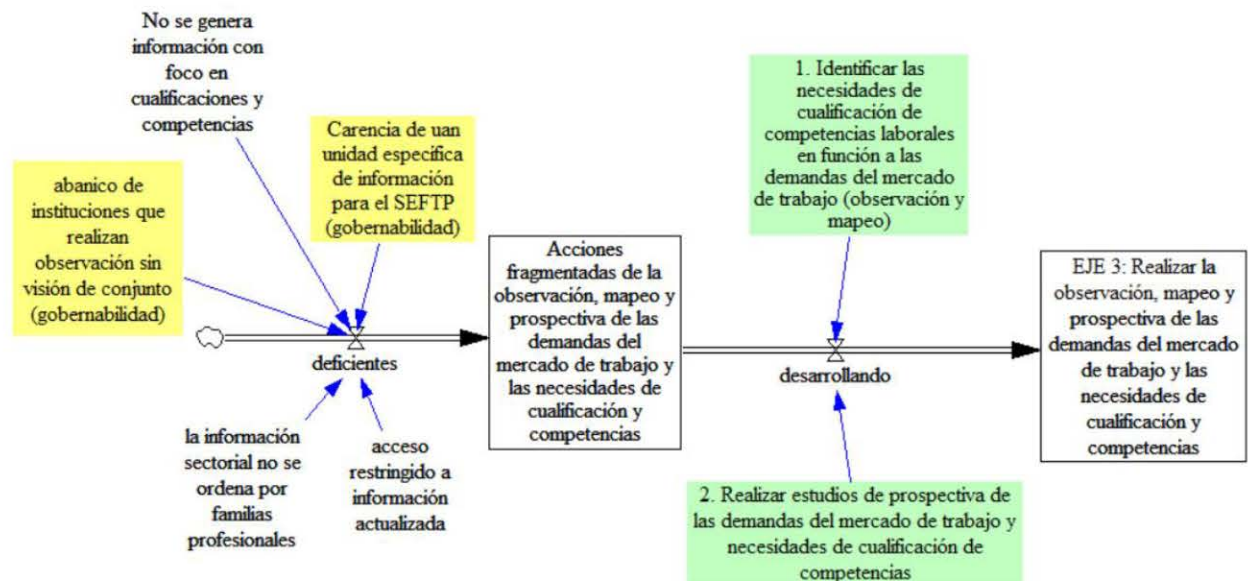 No se genera
información con
foco en
cualificaciones y
competencias
Carencia de uan
unidad especifica
de información
para el SEFTP
(gobernabilidad)
abanico de
instituciones que
realizan
observación sin
visión de conjunto
(gobernabilidad)
deficientes
la información
sectorial no se
ordena por
familias
profesionales
acceso
restringido a
información
actualizada
Acciones
fragmentadas de la
observación, mapeo y
prospectiva de las
demandas del
mercado de trabajo y
las necesidades de
cualificación y
competencias
1. Identificar las
necesidades de
cualificación de
competencias laborales
en función a las
demandas del mercado
de trabajo (observación y
mapeo)
desarrollando
2. Realizar estudios de prospectiva de
las demandas del mercado de trabajo y
necesidades de cualificación de
competencias
EJE 3: Realizar la
observación, mapeo y
prospectiva de las
demandas del mercado
de trabajo y las
necesidades de
cualificación y
competencias